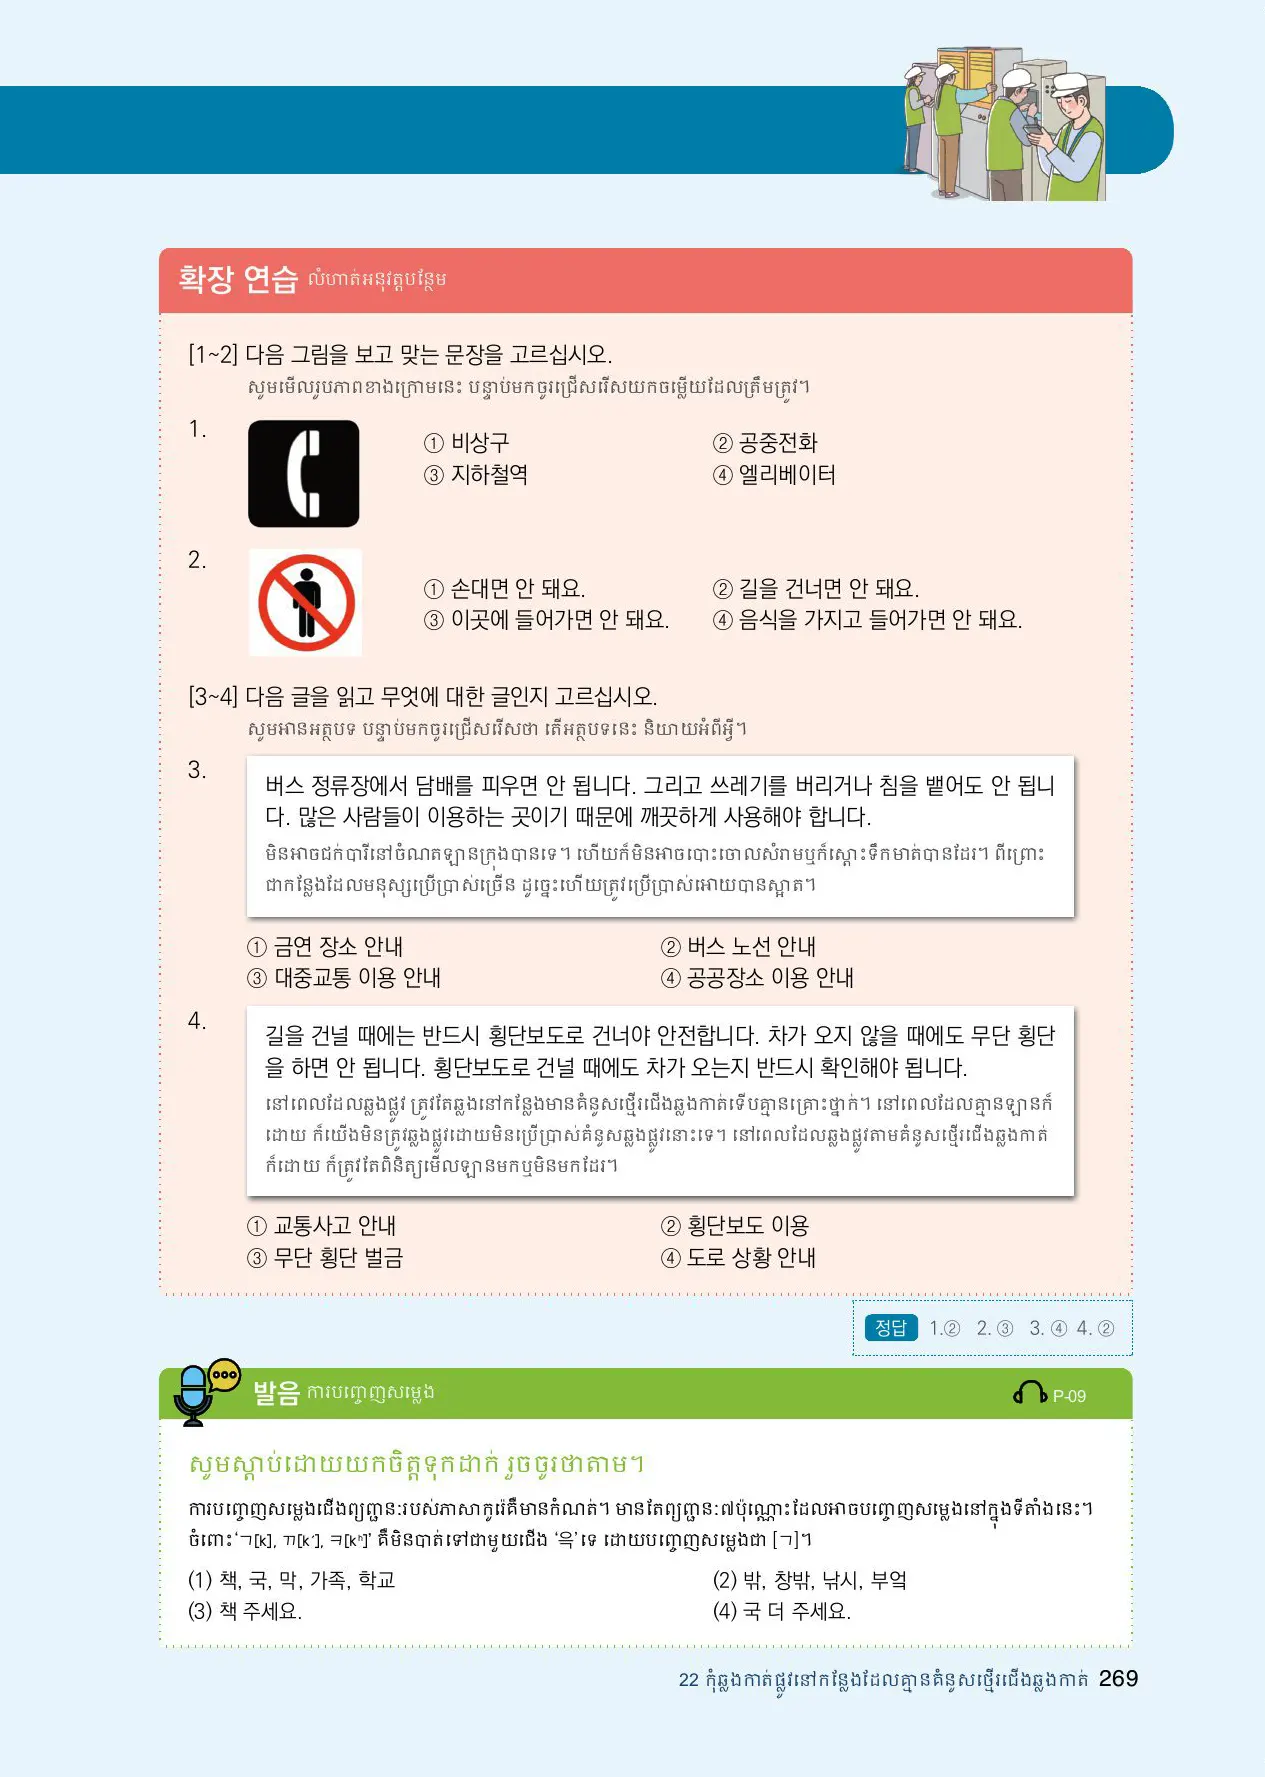 확장 연습 លំហាត់អនុវត្តបន្ថែម
[1~2] 다음 그림을 보고 맞는 문장을 고르십시오.
សូមមើលរូបភាពខាងក្រោមនេះ បន្ទាប់មកចូរជ្រើសរើសយកចម្លើយដែលត្រឹមត្រូវ។
1.
① 비상구 ② 공중전화
③ 지하철역 ④ 엘리베이터
2.
① 손대면 안 돼요. ② 길을 건너면 안 돼요.
③ 이곳에 들어가면 안 돼요. ④ 음식을 가지고 들어가면 안 돼요.
[3~4] 다음 글을 읽고 무엇에 대한 글인지 고르십시오.
សូមអានអត្ថបទ បន្ទាប់មកចូរជ្រើសរើសថា តើអត្ថបទនេះ និយាយអំពីអ្វី។
3.
버스 정류장에서 담배를 피우면 안 됩니다. 그리고 쓰레기를 버리거나 침을 뱉어도 안 됩니
다. 많은 사람들이 이용하는 곳이기 때문에 깨끗하게 사용해야 합니다.
មិនអាចជក់បារីនៅចំណតឡានក្រុងបានទេ។ ហើយក៏មិនអាចបោះចោលសំរាមឬក៏ស្តោះទឹកមាត់បានដែរ។ ពីព្រោះ
ជាកន្លែងដែលមនុស្សប្រើប្រាស់ច្រើន ដូច្នេះហើយត្រូវប្រើប្រាស់អោយបានស្អាត។
① 금연 장소 안내 ② 버스 노선 안내
③ 대중교통 이용 안내 ④ 공공장소 이용 안내
4.
길을 건널 때에는 반드시 횡단보도로 건너야 안전합니다. 차가 오지 않을 때에도 무단 횡단
을 하면 안 됩니다. 횡단보도로 건널 때에도 차가 오는지 반드시 확인해야 됩니다.
នៅពេលដែលឆ្លងផ្លូវ ត្រូវតែឆ្លងនៅកន្លែងមានគំនូសថ្មើរជើងឆ្លងកាត់ទើបគ្មានគ្រោះថ្នាក់។ នៅពេលដែលគ្មានឡានក៏
ដោយ ក៏យើងមិនត្រូវឆ្លងផ្លូវដោយមិនប្រើប្រាស់គំនូសឆ្លងផ្លូវនោះទេ។ នៅពេលដែលឆ្លងផ្លូវតាមគំនូសថ្មើរជើងឆ្លងកាត់
ក៏ដោយ ក៏ត្រូវតែពិនិត្យមើលឡានមកឬមិនមកដែរ។
① 교통사고 안내 ② 횡단보도 이용
③ 무단 횡단 벌금 ④ 도로 상황 안내
정답 1.② 2. ③ 3. ④ 4. ②
발음 ការបញ្ចេញសម្លេង P-09
សូមស្តាប់ដោយយកចិត្តទុកដាក់ រួចចូរថាតាម។
ការបញ្ចេញសម្លេងជើងព្យញ្ជនៈរបស់ភាសាកូរ៉េគឺមានកំណត់។ មានតែព្យញ្ជនៈ៧ប៉ុណ្ណោះដែលអាចបញ្ចេញសម្លេងនៅក្នុងទីតាំងនេះ។
ចំពោះ‘ㄱ[k], ㄲ[k´], ㅋ[kʰ]’ គឺមិនបាត់ទៅជាមួយជើង ‘윽’ ទេ ដោយបញ្ចេញសម្លេងជា [ㄱ]។
(1) 책, 국, 막, 가족, 학교 (2) 밖, 창밖, 낚시, 부엌
(3) 책 주세요. (4) 국 더 주세요.
22 កុំឆ្លងកាត់ផ្លូវនៅកន្លែងដែលគ្មានគំនូសថ្មើរជើងឆ្លងកាត់ 269